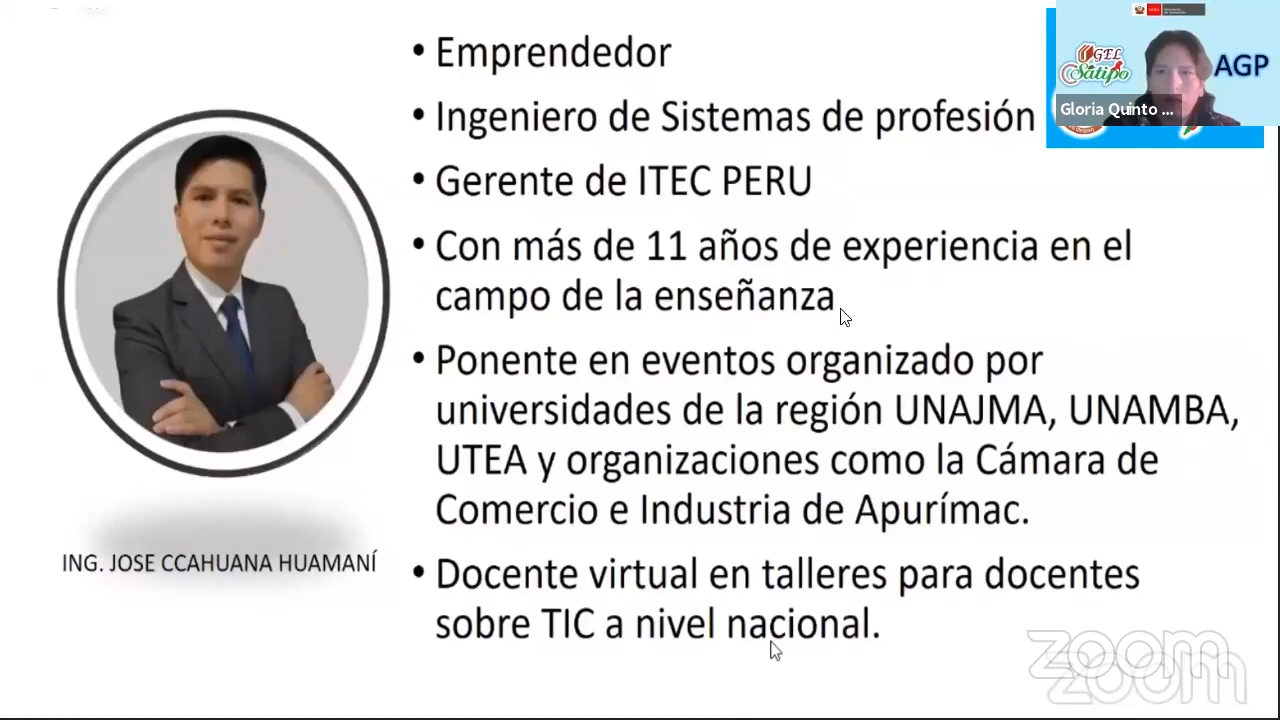 • Emprendedor
• Ingeniero de Sistemas de profesión
• Gerente de ITEC PERU
• Con más de 11 años de experiencia en el
campo de la enseñanza
• Ponente en eventos organizado por
universidades de la región UNAJMA, UNAMBA,
UTEA y organizaciones como la Cámara de
Comercio e Industria de Apurímac.
• Docente virtual en talleres para docentes
sobre TIC a nivel nacional.
ING. JOSE CCAHUANA HUAMANÍ
UGEL
Satipo
AGP
Gloria Quinto ...
zoom
zoom